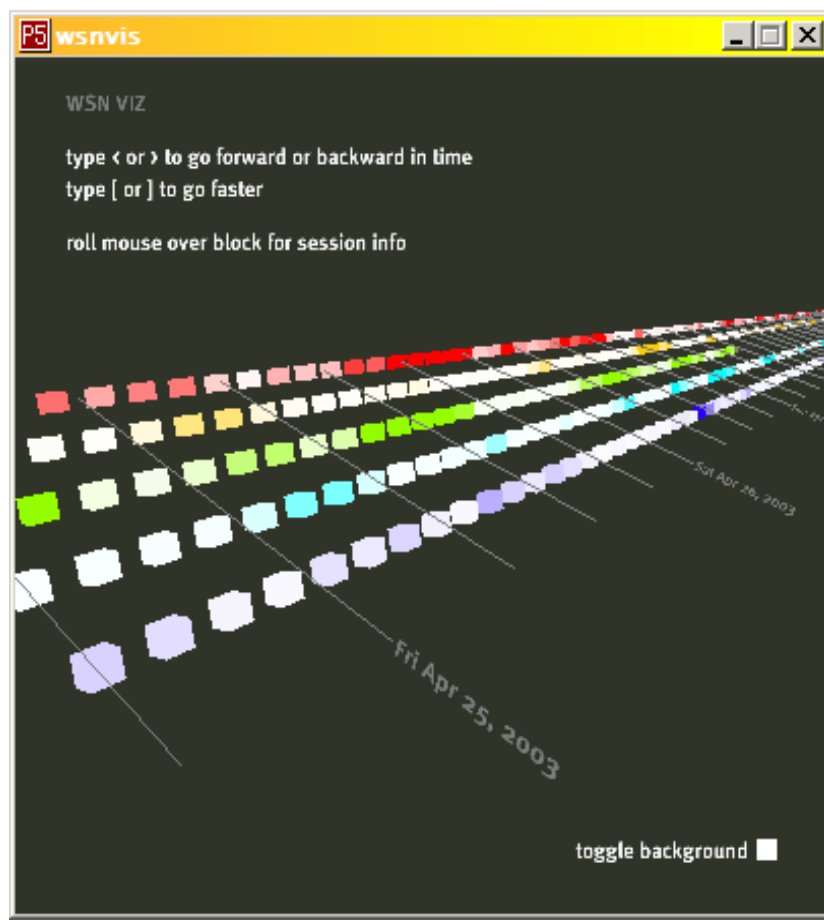 P5 wsnvis
WSN VIZ
type < or > to go forward or backward in time
type [ or ] to go faster
roll mouse over block for session info
Sat Apr 26, 2003
Fri Apr 25, 2003
toggle background